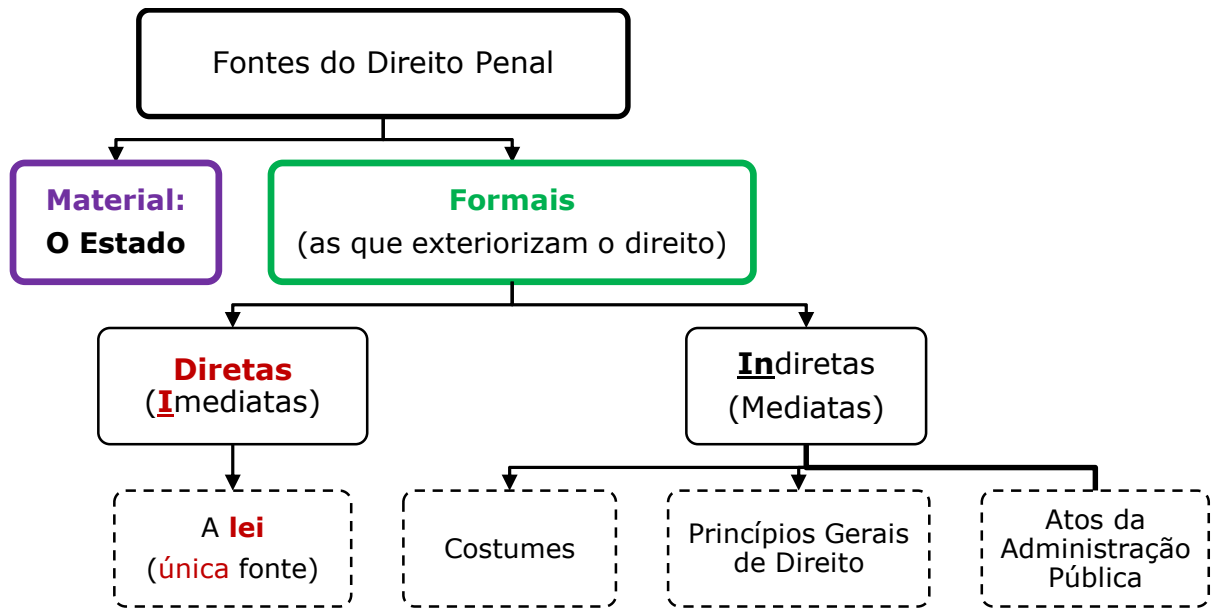 Fontes do Direito Penal
Material:
O Estado
Formais
(as que exteriorizam o direito)
Diretas
(Imediatas)
Indiretas
(Mediatas)
A lei
(única fonte)
Costumes
Princípios Gerais
de Direito
Atos da
Administração
Pública